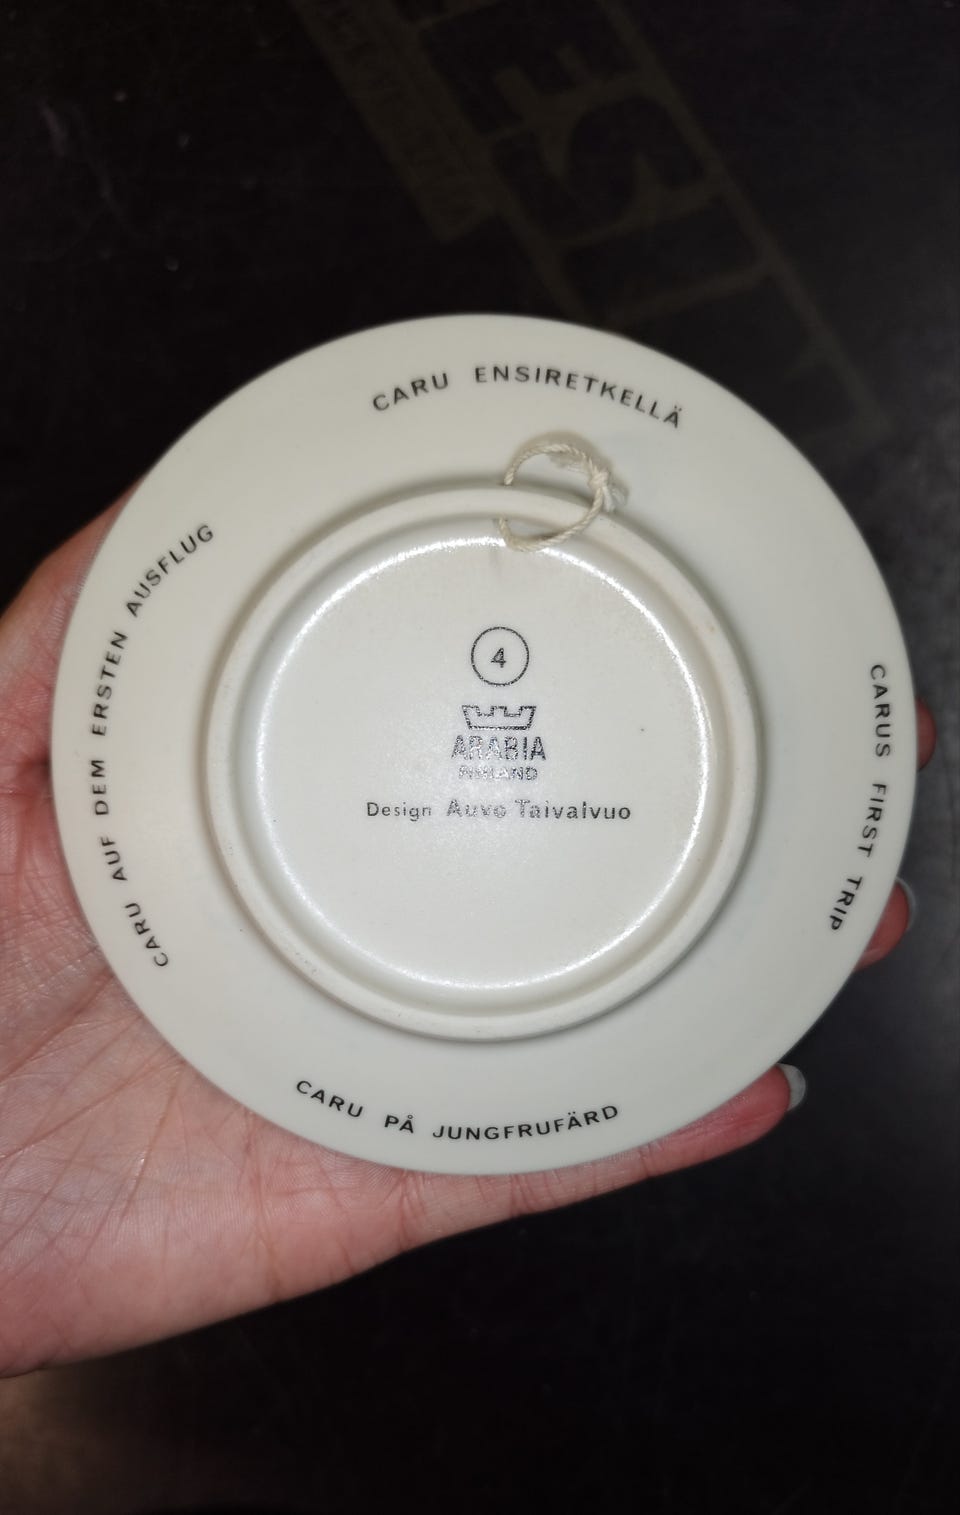 CARU ENSIRETKELLÄ
CARUS FIRST TRIP
CARU PÅ JUNGFRUFÄRD
CARU AUF DEM ERSTEN AUSFLUG
4
ARABIA
FINLAND
Design Auvo Taivalvuo